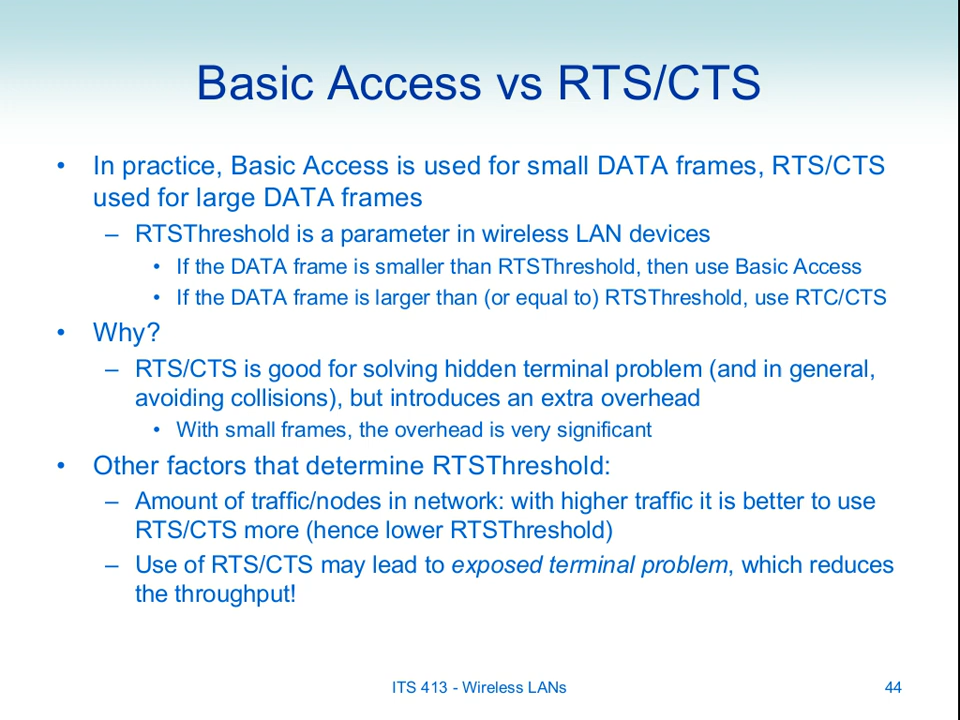 Basic Access vs RTS/CTS
• In practice, Basic Access is used for small DATA frames, RTS/CTS
used for large DATA frames
– RTSThreshold is a parameter in wireless LAN devices
• If the DATA frame is smaller than RTSThreshold, then use Basic Access
• If the DATA frame is larger than (or equal to) RTSThreshold, use RTC/CTS
• Why?
– RTS/CTS is good for solving hidden terminal problem (and in general,
avoiding collisions), but introduces an extra overhead
• With small frames, the overhead is very significant
• Other factors that determine RTSThreshold:
– Amount of traffic/nodes in network: with higher traffic it is better to use
RTS/CTS more (hence lower RTSThreshold)
– Use of RTS/CTS may lead to exposed terminal problem, which reduces
the throughput!
ITS 413 - Wireless LANs
44